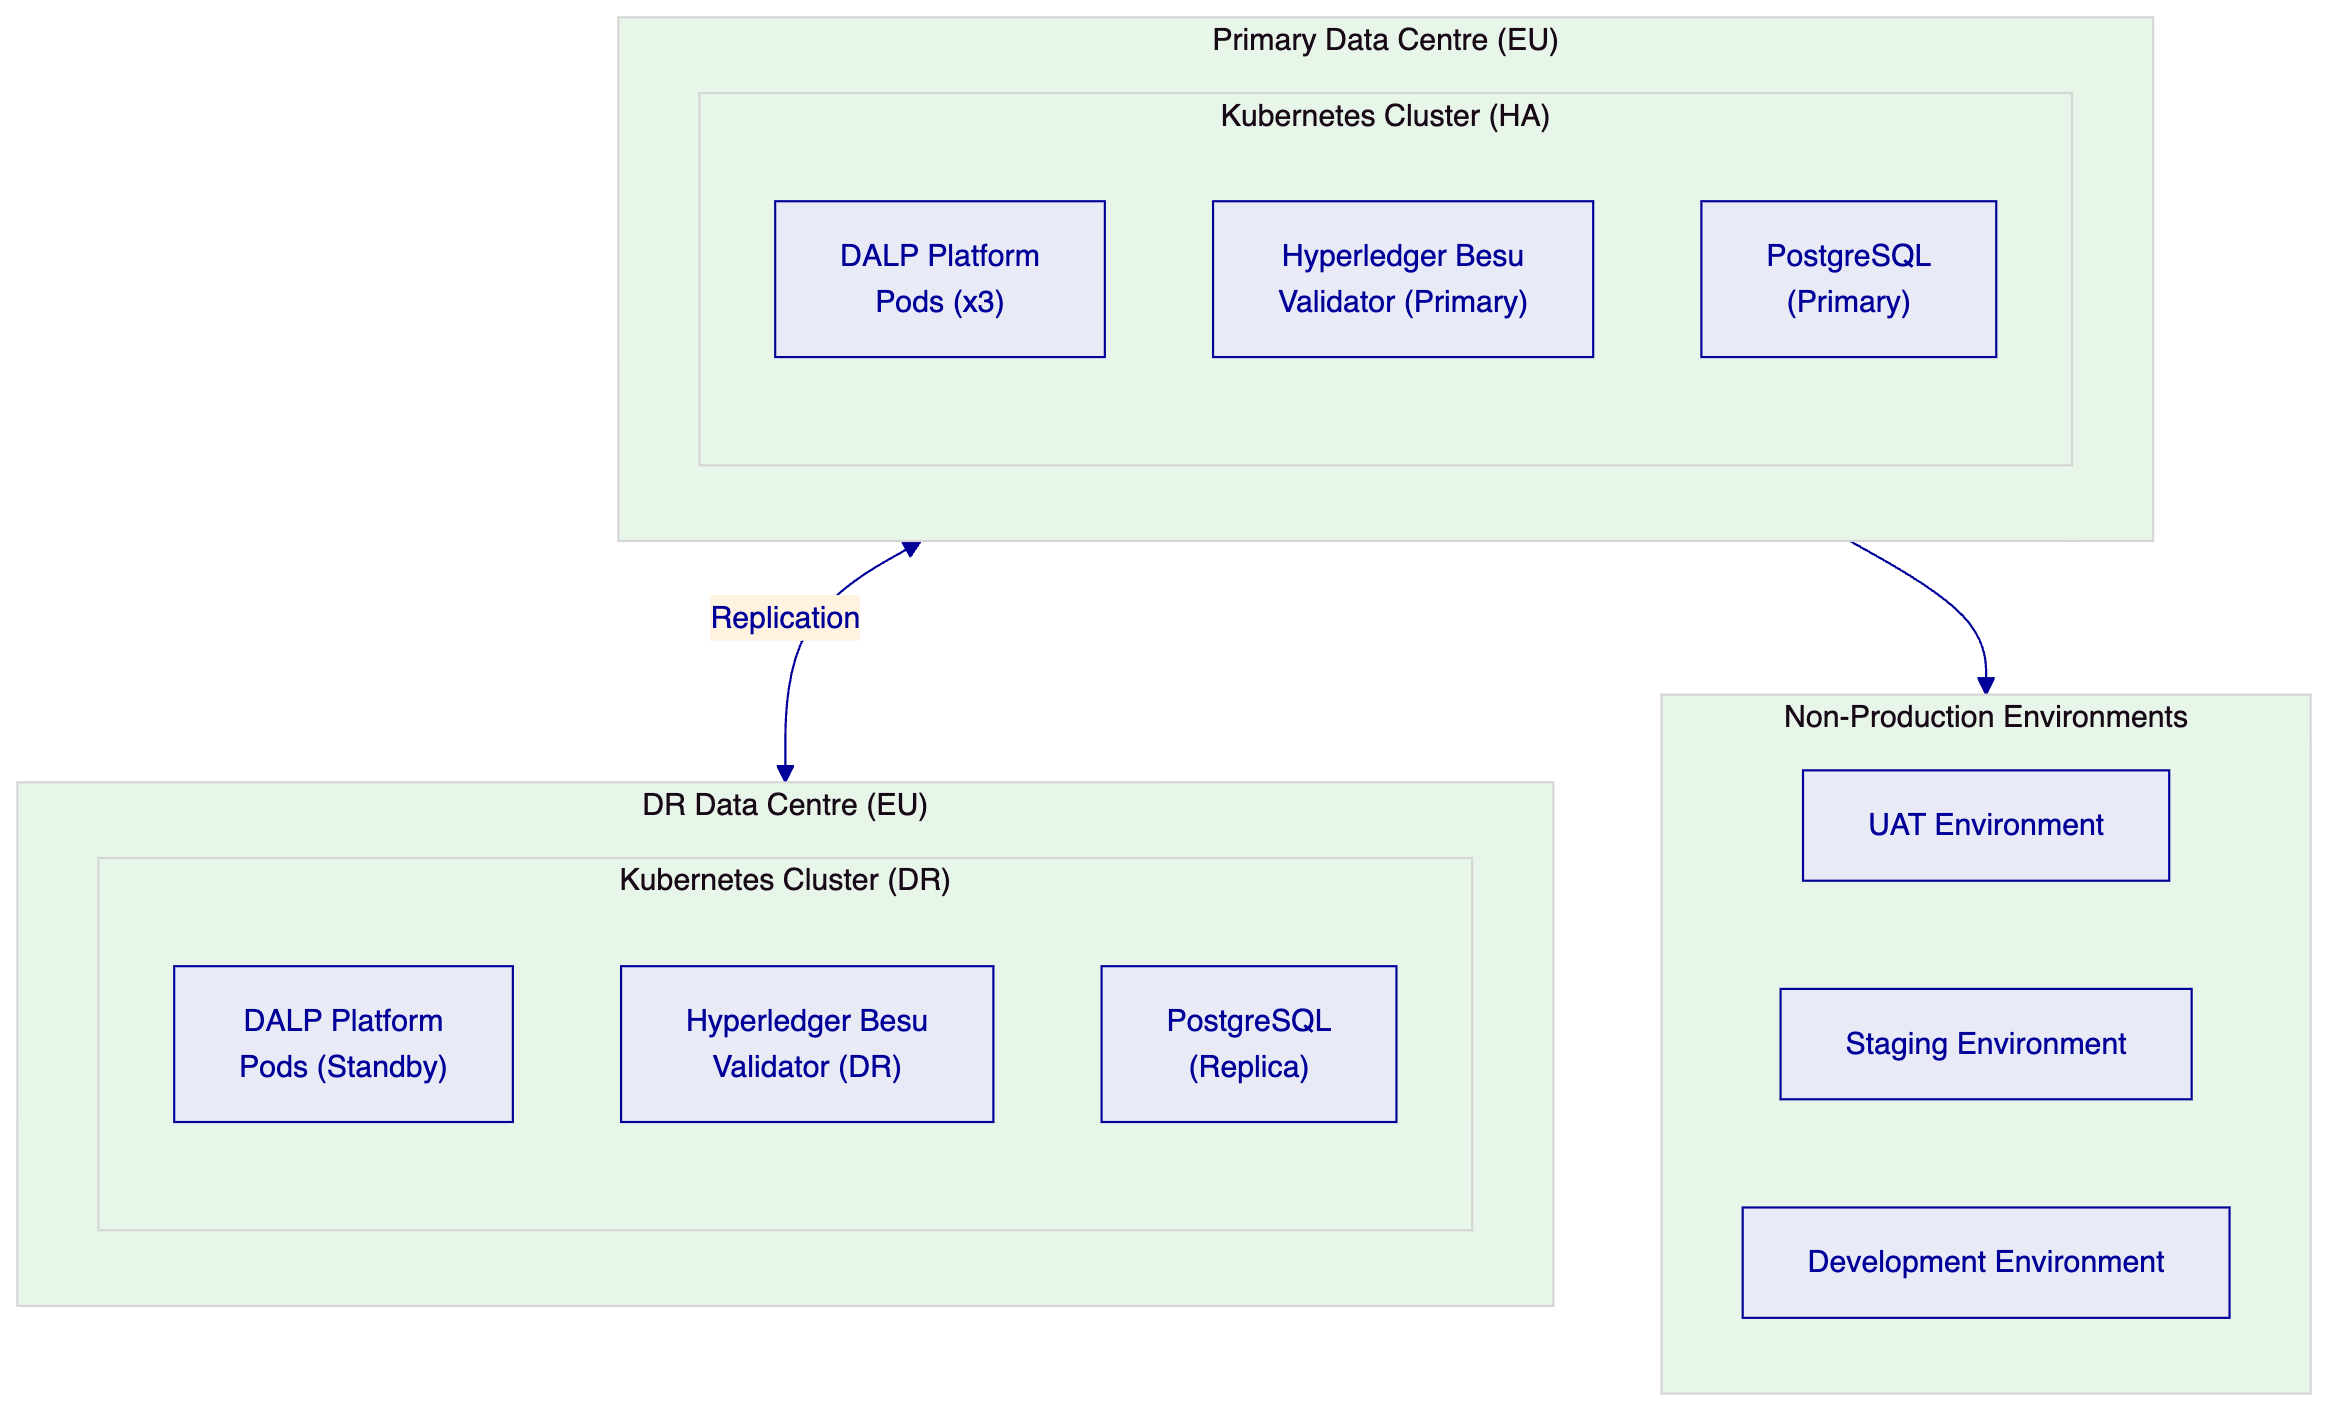 Primary Data Centre (EU)
Kubernetes Cluster (HA)
DALP Platform
Pods (x3)
Hyperledger Besu
Validator (Primary)
PostgreSQL
(Primary)
Replication
DR Data Centre (EU)
Kubernetes Cluster (DR)
DALP Platform
Pods (Standby)
Hyperledger Besu
Validator (DR)
PostgreSQL
(Replica)
Non-Production Environments
UAT Environment
Staging Environment
Development Environment